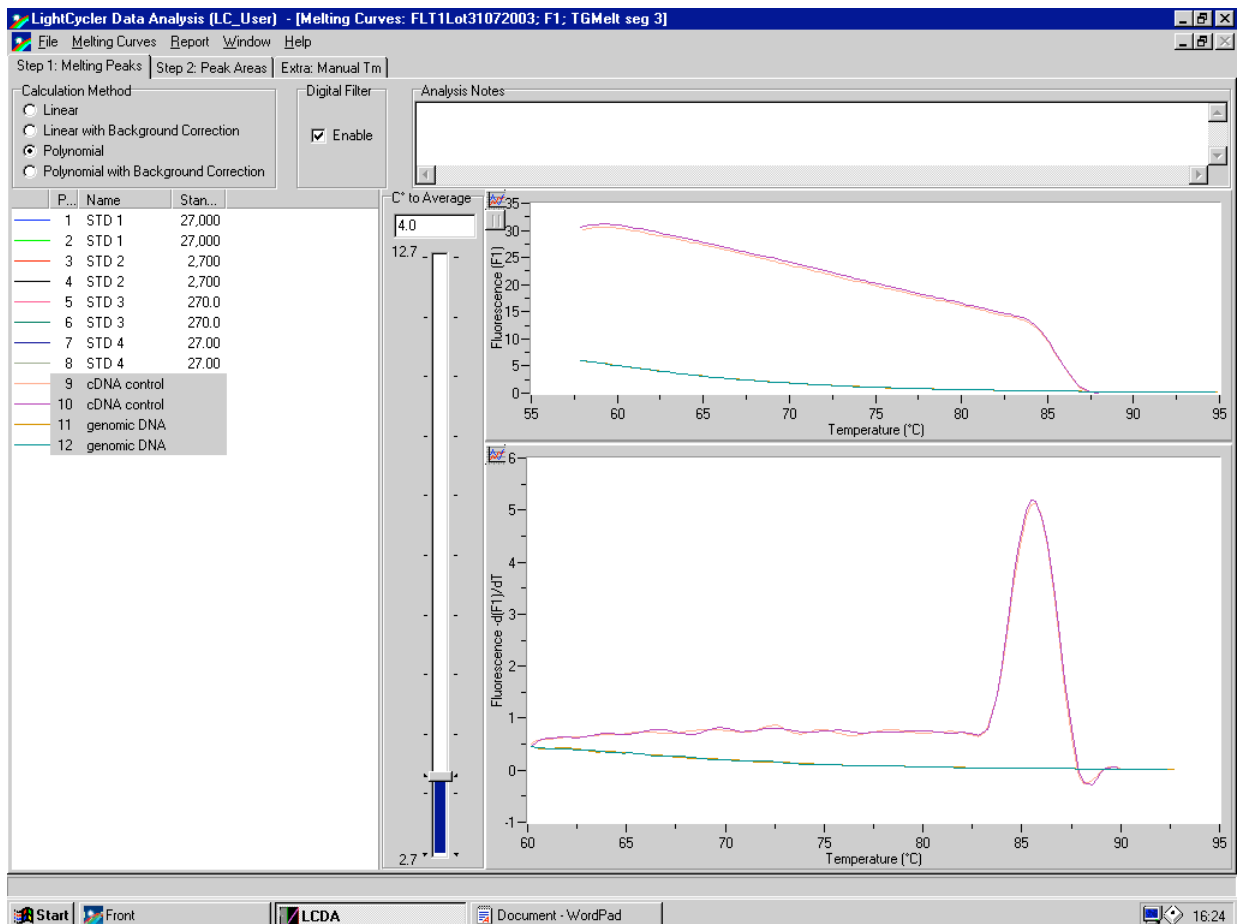 LightCycler Data Analysis (LC_User) - [Melting Curves: FLT1Lot31072003; F1; TGMelt seg 3]
File Melting Curves Report Window Help
Step 1: Melting Peaks Step 2: Peak Areas Extra: Manual Tm
Calculation Method
Linear
Linear with Background Correction
Polynomial
Polynomial with Background Correction
Digital Filter
Enable
Analysis Notes
P... Name Stan...
1 STD 1 27,000
2 STD 1 27,000
3 STD 2 2,700
4 STD 2 2,700
5 STD 3 270.0
6 STD 3 270.0
7 STD 4 27.00
8 STD 4 27.00
9 cDNA control
10 cDNA control
11 genomic DNA
12 genomic DNA
C° to Average
4.0
12.7
2.7
Fluorescence (F1)
35
30
25
20
15
10
5
0
55 60 65 70 75 80 85 90 95
Temperature (°C)
Fluorescence -d(F1)/dT
6
5
4
3
2
1
0
-1
60 65 70 75 80 85 90 95
Temperature (°C)
Start Front LCDA Document - WordPad 16:24